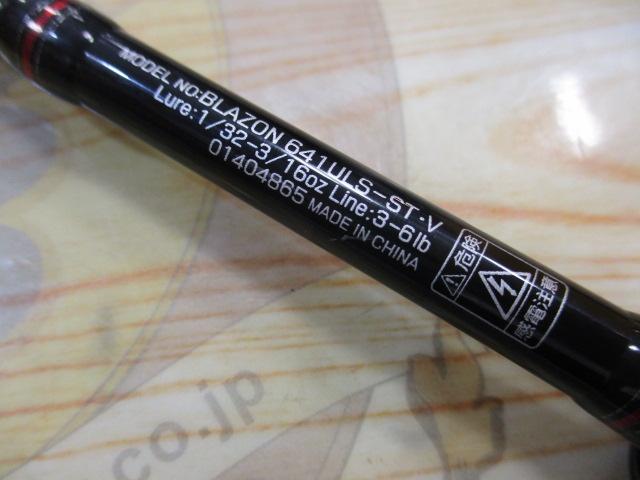 MODEL NO:BLAZON 641ULS-ST·V
Lure:1/32-3/16oz Line:3-6lb
01404865 MADE IN CHINA
危険
感電注意
.co.jp